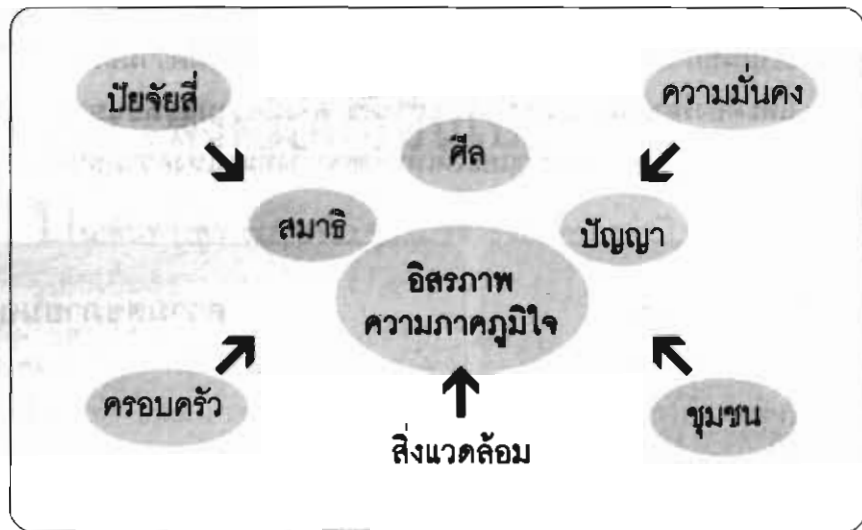 ปัยจัยสี่
ความมั่นคง
ศีล
สมาธิ
ปัญญา
อิสรภาพ
ความภาคภูมิใจ
ครอบครัว
ชุมชน
สิ่งแวดล้อม